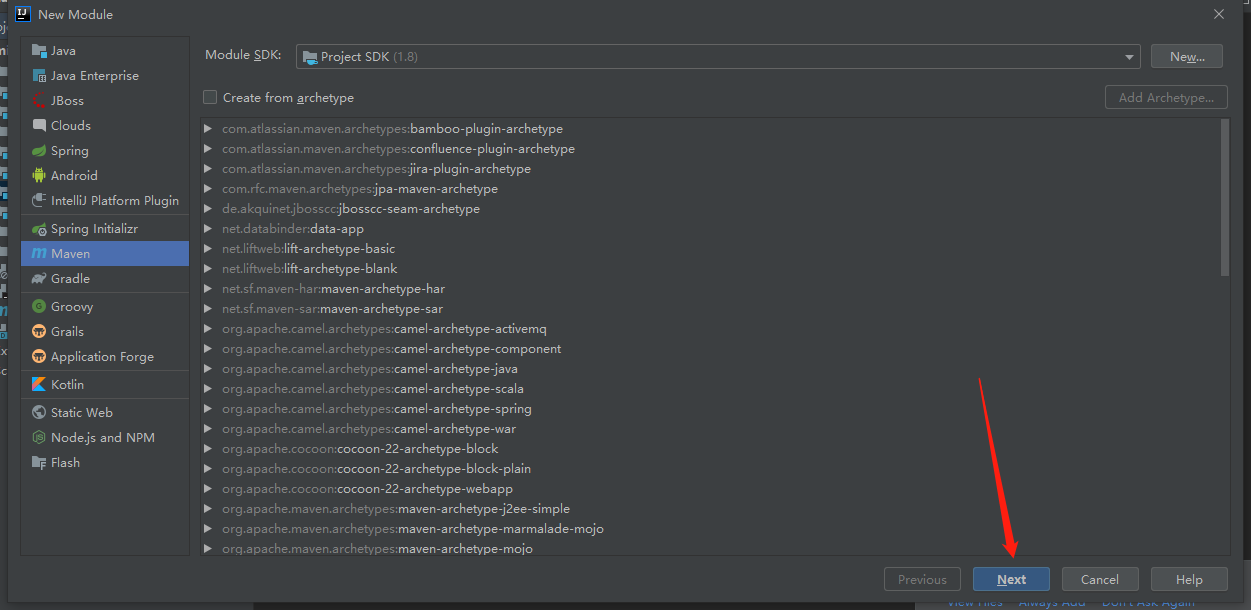 New Module
Java
Java Enterprise
JBoss
Clouds
Spring
Android
IntelliJ Platform Plugin
Spring Initializr
Maven
Gradle
Groovy
Grails
Application Forge
Kotlin
Static Web
Node.js and NPM
Flash
Module SDK: Project SDK (1.8) New...
Create from archetype Add Archetype...
com.atlassian.maven.archetypes:bamboo-plugin-archetype
com.atlassian.maven.archetypes:confluence-plugin-archetype
com.atlassian.maven.archetypes:jira-plugin-archetype
com.rfc.maven.archetypes:jpa-maven-archetype
de.akquinet.jbosscc:jbosscc-seam-archetype
net.databinder:data-app
net.liftweb:lift-archetype-basic
net.liftweb:lift-archetype-blank
net.sf.maven-har:maven-archetype-har
net.sf.maven-sar:maven-archetype-sar
org.apache.camel.archetypes:camel-archetype-activemq
org.apache.camel.archetypes:camel-archetype-component
org.apache.camel.archetypes:camel-archetype-java
org.apache.camel.archetypes:camel-archetype-scala
org.apache.camel.archetypes:camel-archetype-spring
org.apache.camel.archetypes:camel-archetype-war
org.apache.cocoon:cocoon-22-archetype-block
org.apache.cocoon:cocoon-22-archetype-block-plain
org.apache.cocoon:cocoon-22-archetype-webapp
org.apache.maven.archetypes:maven-archetype-j2ee-simple
org.apache.maven.archetypes:maven-archetype-marmalade-mojo
org.apache.maven.archetypes:maven-archetype-mojo
Previous Next Cancel Help
View Files Always Add Don't Ask Again